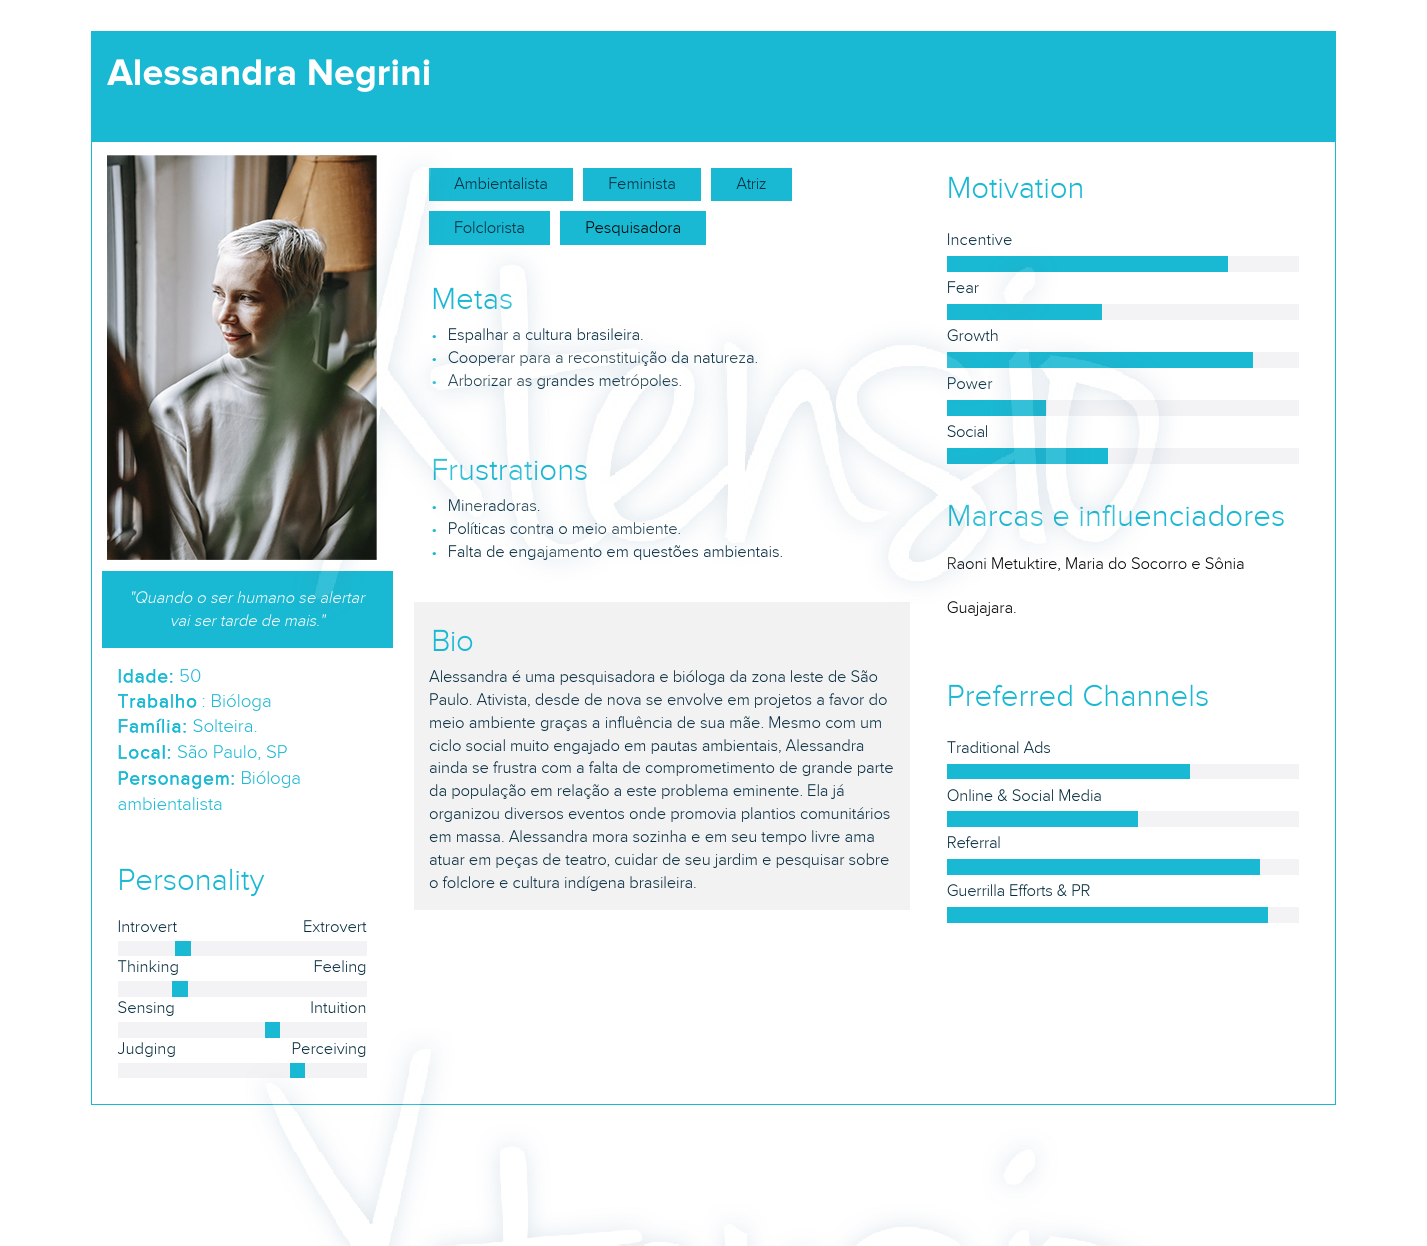 Alessandra Negrini
Ambientalista
Feminista
Atriz
Folclorista
Pesquisadora
Metas
Espalhar a cultura brasileira.
Cooperar para a reconstituição da natureza.
Arborizar as grandes metrópoles.
Frustrations
Mineradoras.
Políticas contra o meio ambiente.
Falta de engajamento em questões ambientais.
"Quando o ser humano se alertar
vai ser tarde de mais."
Idade: 50
Trabalho : Bióloga
Família: Solteira.
Local: São Paulo, SP
Personagem: Bióloga
ambientalista
Personality
Introvert Extrovert
Thinking Feeling
Sensing Intuition
Judging Perceiving
Bio
Alessandra é uma pesquisadora e bióloga da zona leste de São
Paulo. Ativista, desde de nova se envolve em projetos a favor do
meio ambiente graças a influência de sua mãe. Mesmo com um
ciclo social muito engajado em pautas ambientais, Alessandra
ainda se frustra com a falta de comprometimento de grande parte
da população em relação a este problema eminente. Ela já
organizou diversos eventos onde promovia plantios comunitários
em massa. Alessandra mora sozinha e em seu tempo livre ama
atuar em peças de teatro, cuidar de seu jardim e pesquisar sobre
o folclore e cultura indígena brasileira.
Motivation
Incentive
Fear
Growth
Power
Social
Marcas e influenciadores
Raoni Metuktire, Maria do Socorro e Sônia
Guajajara.
Preferred Channels
Traditional Ads
Online & Social Media
Referral
Guerrilla Efforts & PR
Xtensio
Xtensio